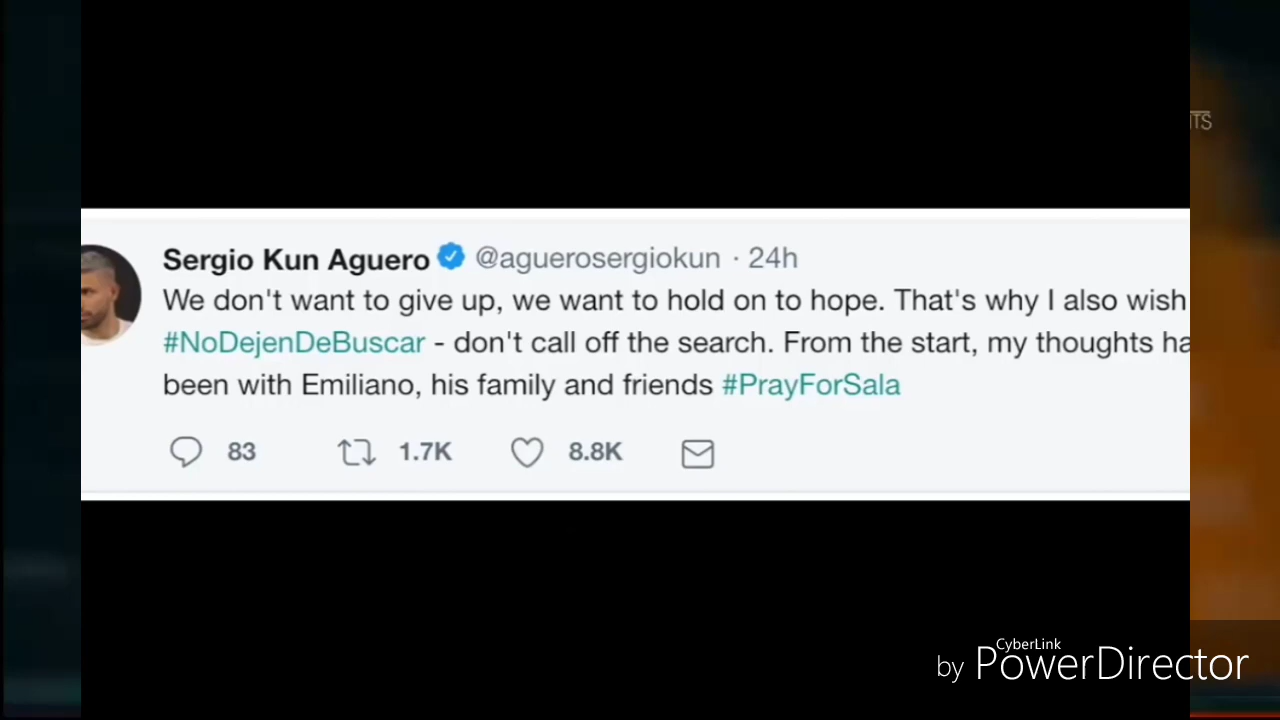 Sergio Kun Aguero @aguerosergiokun · 24h
We don't want to give up, we want to hold on to hope. That's why I also wish
#NoDejenDeBuscar - don't call off the search. From the start, my thoughts ha
been with Emiliano, his family and friends #PrayForSala
83 1.7K 8.8K
CyberLink
by PowerDirector